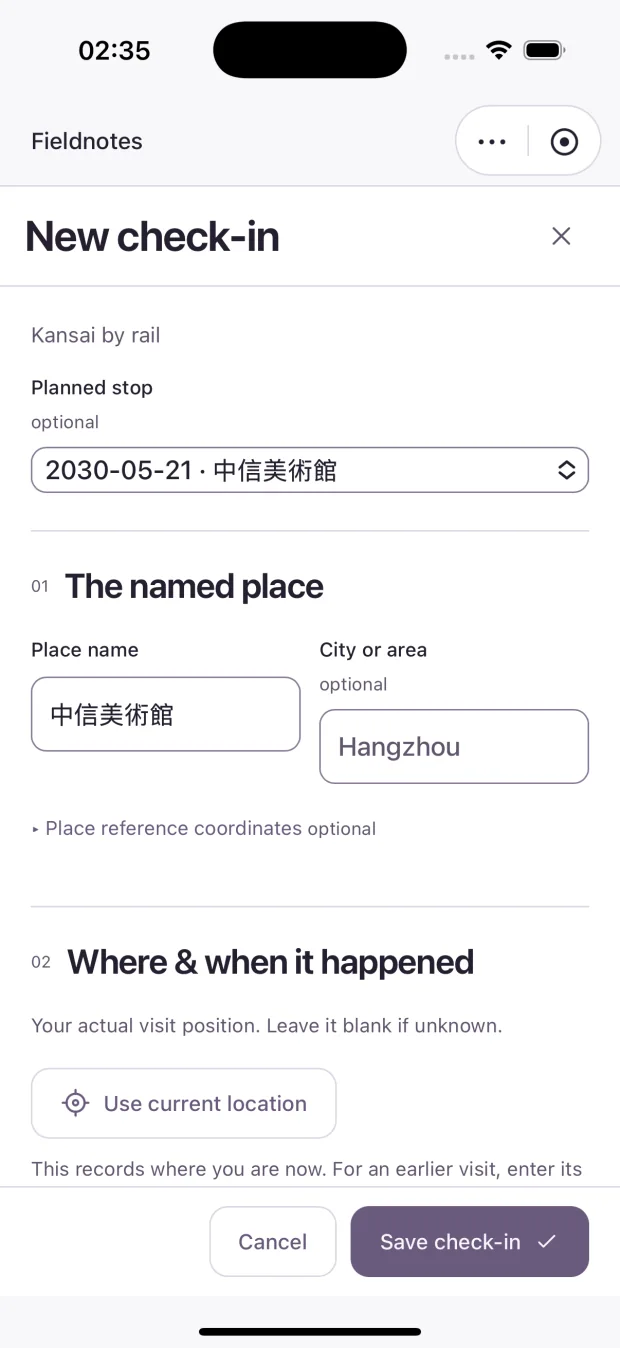 02:35
Fieldnotes
New check-in
Kansai by rail
Planned stop
optional
2030-05-21 · 中信美術館
01 The named place
Place name
中信美術館
City or area
optional
Hangzhou
Place reference coordinates optional
02 Where & when it happened
Your actual visit position. Leave it blank if unknown.
Use current location
This records where you are now. For an earlier visit, enter its
Cancel
Save check-in